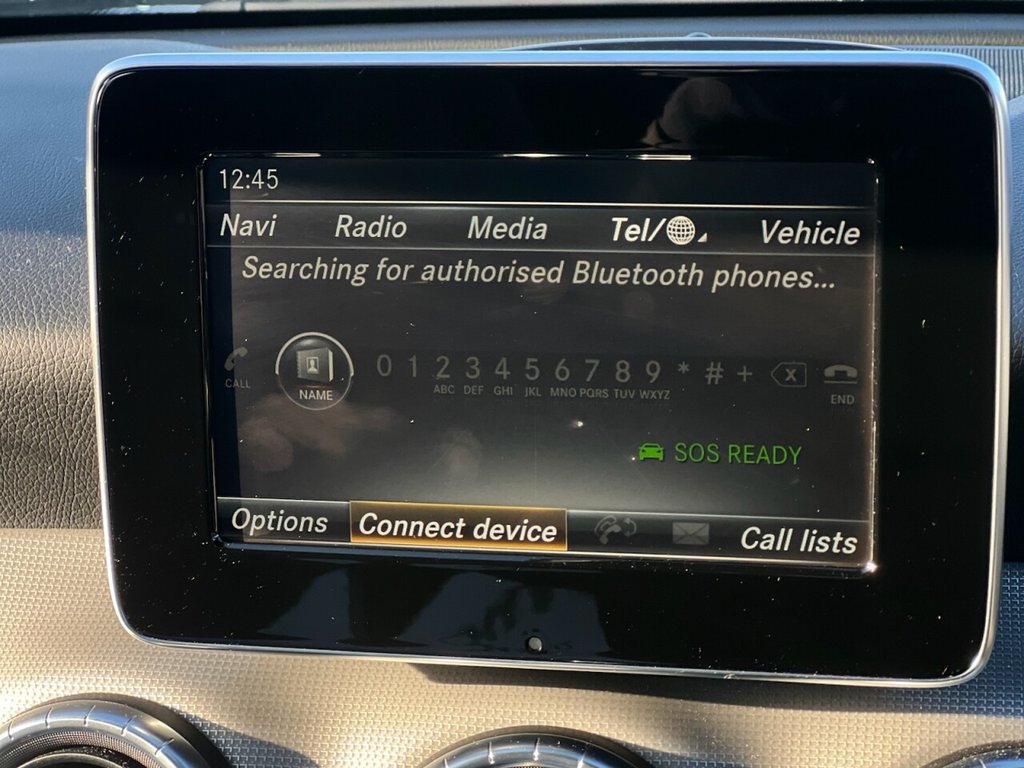 12:45
Navi Radio Media Tel/ Vehicle
Searching for authorised Bluetooth phones...
0 1 2 3 4 5 6 7 8 9 * # + X
ABC DEF GHI JKL MNO PQRS TUV WXYZ
CALL NAME END
SOS READY
Options Connect device Call lists